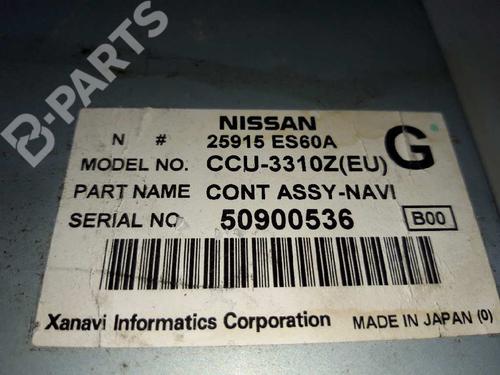 B-PARTS
NISSAN
N # 25915 ES60A
MODEL NO. CCU-3310Z(EU)
G
PART NAME CONT ASSY-NAVI
SERIAL NO 50900536
B00
Xanavi Informatics Corporation MADE IN JAPAN (0)